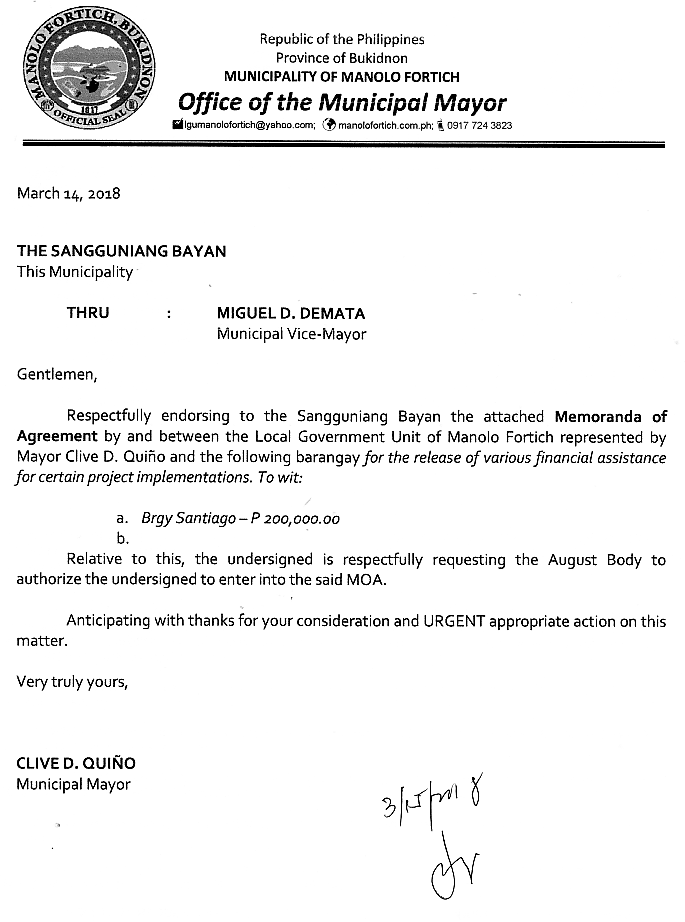 MANOLO FORTICH, BUKIDNON
1917
OFFICIAL SEAL
Republic of the Philippines
Province of Bukidnon
MUNICIPALITY OF MANOLO FORTICH
Office of the Municipal Mayor
lgumanolofortich@yahoo.com; manolofortich.com.ph; 0917 724 3823
March 14, 2018
THE SANGGUNIANG BAYAN
This Municipality
THRU : MIGUEL D. DEMATA
Municipal Vice-Mayor
Gentlemen,
Respectfully endorsing to the Sangguniang Bayan the attached Memoranda of
Agreement by and between the Local Government Unit of Manolo Fortich represented by
Mayor Clive D. Quiño and the following barangay for the release of various financial assistance
for certain project implementations. To wit:
a. Brgy Santiago – P 200,000.00
b.
Relative to this, the undersigned is respectfully requesting the August Body to
authorize the undersigned to enter into the said MOA.
Anticipating with thanks for your consideration and URGENT appropriate action on this
matter.
Very truly yours,
CLIVE D. QUIÑO
Municipal Mayor